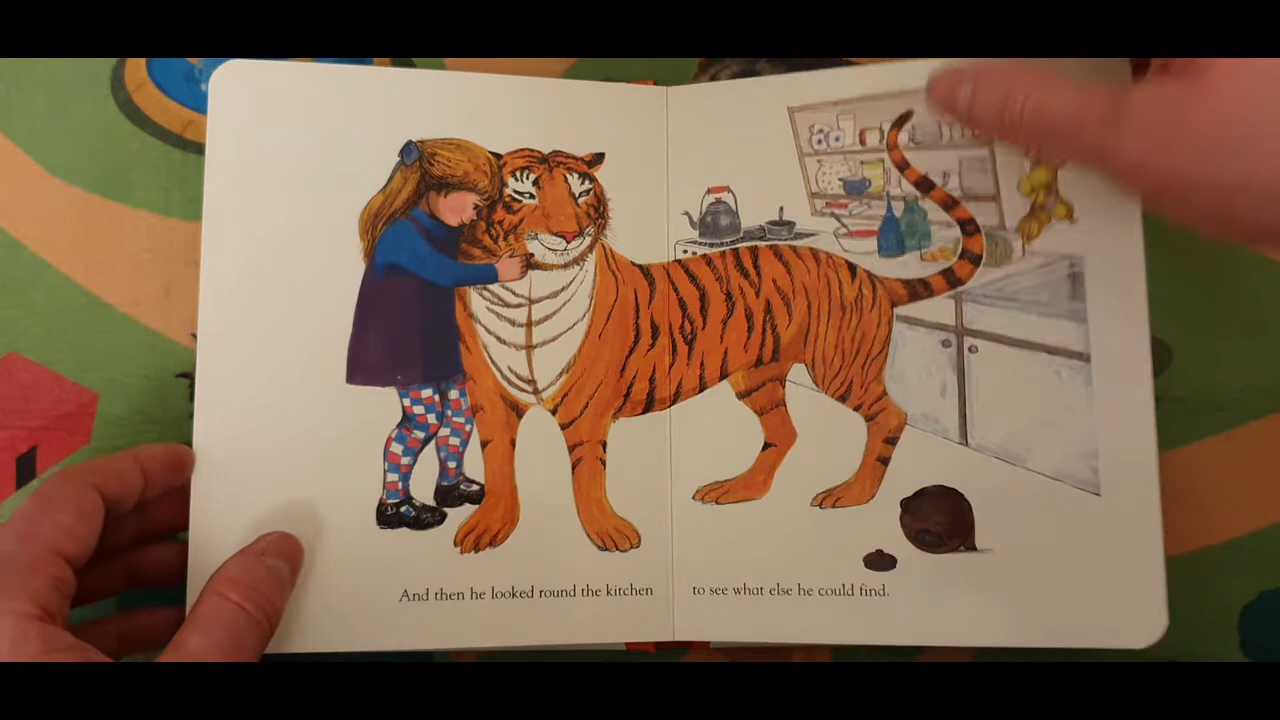 And then he looked round the kitchen
to see what else he could find.